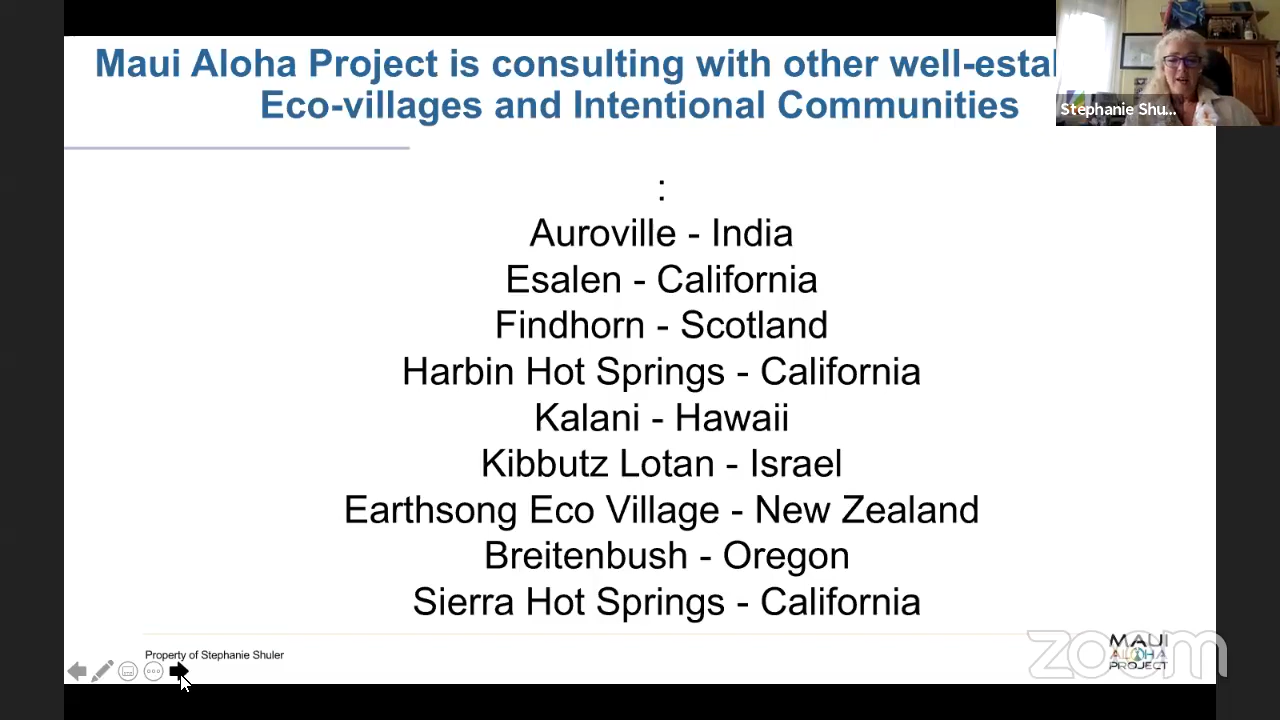 Maui Aloha Project is consulting with other well-estal
Eco-villages and Intentional Communities
Stephanie Shu...
:
Auroville - India
Esalen - California
Findhorn - Scotland
Harbin Hot Springs - California
Kalani - Hawaii
Kibbutz Lotan - Israel
Earthsong Eco Village - New Zealand
Breitenbush - Oregon
Sierra Hot Springs - California
Property of Stephanie Shuler
MAUI
ALOHA
PROJECT
zoom